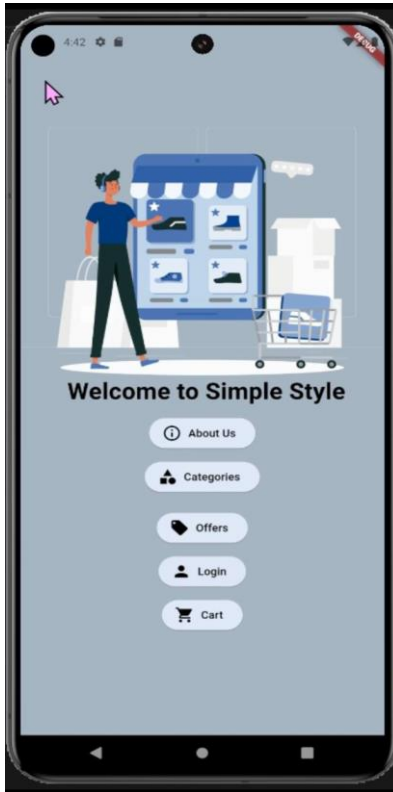 4:42
DEBUG
Welcome to Simple Style
About Us
Categories
Offers
Login
Cart